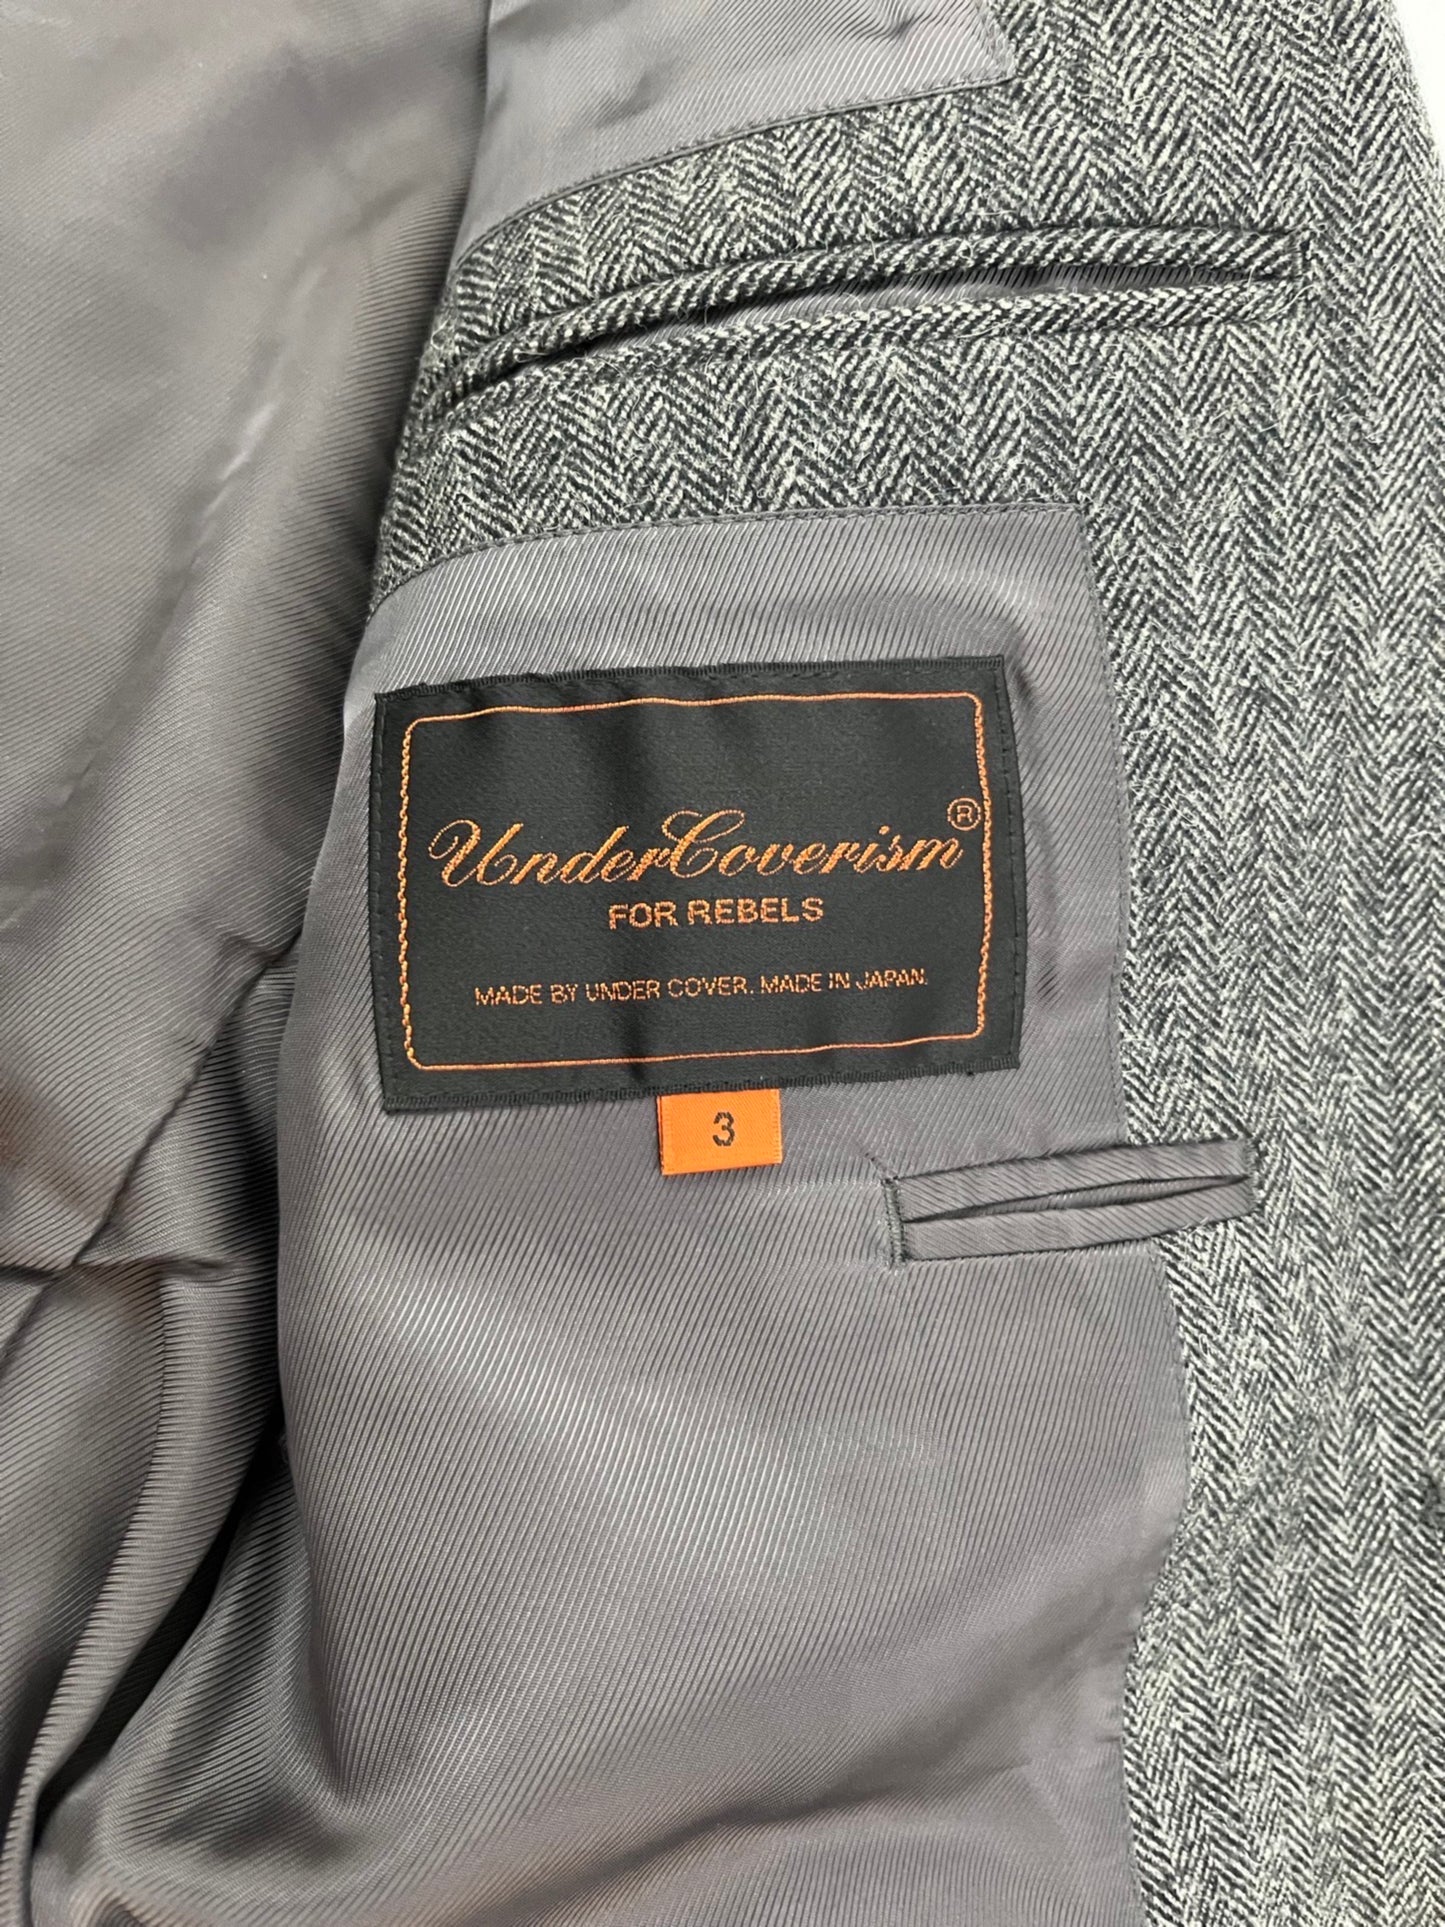 UnderCoverism®
FOR REBELS
MADE BY UNDER COVER. MADE IN JAPAN.
3